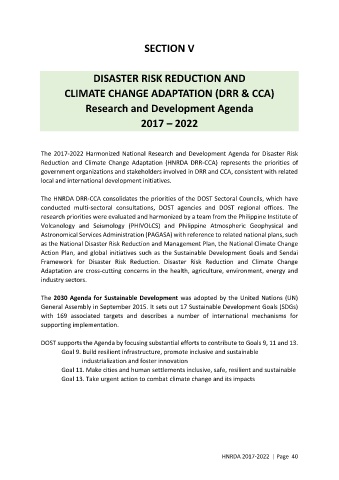 SECTION V
DISASTER RISK REDUCTION AND
CLIMATE CHANGE ADAPTATION (DRR & CCA)
Research and Development Agenda
2017 – 2022
The 2017-2022 Harmonized National Research and Development Agenda for Disaster Risk
Reduction and Climate Change Adaptation (HNRDA DRR-CCA) represents the priorities of
government organizations and stakeholders involved in DRR and CCA, consistent with related
local and international development initiatives.
The HNRDA DRR-CCA consolidates the priorities of the DOST Sectoral Councils, which have
conducted multi-sectoral consultations, DOST agencies and DOST regional offices. The
research priorities were evaluated and harmonized by a team from the Philippine Institute of
Volcanology and Seismology (PHIVOLCS) and Philippine Atmospheric Geophysical and
Astronomical Services Administration (PAGASA) with reference to related national plans, such
as the National Disaster Risk Reduction and Management Plan, the National Climate Change
Action Plan, and global initiatives such as the Sustainable Development Goals and Sendai
Framework for Disaster Risk Reduction. Disaster Risk Reduction and Climate Change
Adaptation are cross-cutting concerns in the health, agriculture, environment, energy and
industry sectors.
The 2030 Agenda for Sustainable Development was adopted by the United Nations (UN)
General Assembly in September 2015. It sets out 17 Sustainable Development Goals (SDGs)
with 169 associated targets and describes a number of international mechanisms for
supporting implementation.
DOST supports the Agenda by focusing substantial efforts to contribute to Goals 9, 11 and 13.
Goal 9. Build resilient infrastructure, promote inclusive and sustainable
industrialization and foster innovation
Goal 11. Make cities and human settlements inclusive, safe, resilient and sustainable
Goal 13. Take urgent action to combat climate change and its impacts
HNRDA 2017-2022 | Page 40